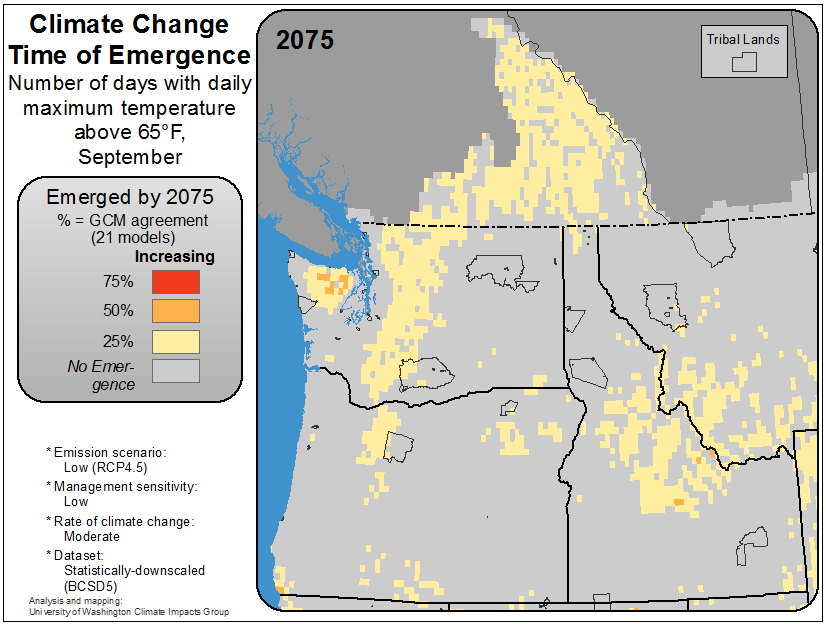 Climate Change
Time of Emergence
Number of days with daily
maximum temperature
above 65°F,
September
Emerged by 2075
% = GCM agreement
(21 models)
Increasing
75%
50%
25%
No Emer-
gence
* Emission scenario:
Low (RCP4.5)
* Management sensitivity:
Low
* Rate of climate change:
Moderate
* Dataset:
Statistically-downscaled
(BCSD5)
Analysis and mapping:
University of Washington Climate Impacts Group
2075
Tribal Lands